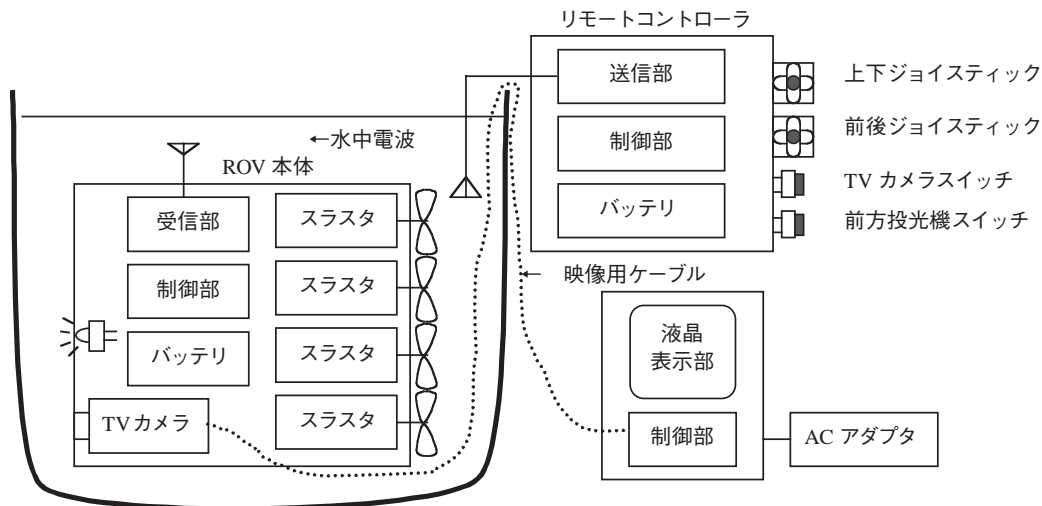 リモートコントローラ
送信部
制御部
バッテリ
上下ジョイスティック
前後ジョイスティック
TV カメラスイッチ
前方投光機スイッチ
←水中電波
ROV 本体
受信部
制御部
バッテリ
TVカメラ
スラスタ
スラスタ
スラスタ
スラスタ
← 映像用ケーブル
液晶
表示部
制御部
AC アダプタ